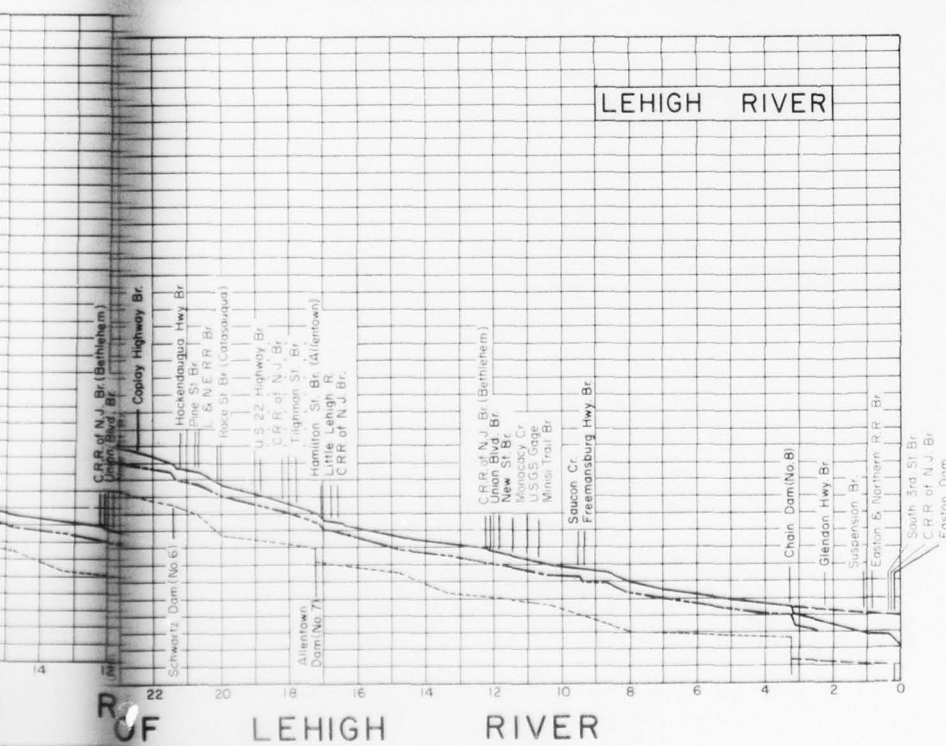 LEHIGH RIVER
C.R.R. of N.J. Br. (Bethlehem)
Union Blvd. Br.
Coplay Highway Br.
Hockendauqua Hwy Br
Pine St Br
L & N E R R Br
Race St Br (Catasauqua)
U S 22 Highway Br
C R R of N J Br
Tilghman St Br
Hamilton St. Br. (Allentown)
Little Lehigh R.
C RR of N J Br.
C.R.R of N.J. Br (Bethlehem)
Union Blvd. Br.
New St Br.
Monocacy Cr.
USGS Gage
Minisi Trail Br
Saucon Cr.
Freemansburg Hwy. Br.
Chain Dam (No. 8)
Glendon Hwy Br
Suspension Br.
Easton & Northern R R Br
South 3rd St Br.
C R R of N J Br
Easton Dam
Schwartz Dam (No 6)
Allentown
Dam (No 7)
14 22 20 18 16 14 12 10 8 6 4 2 0
OF LEHIGH RIVER